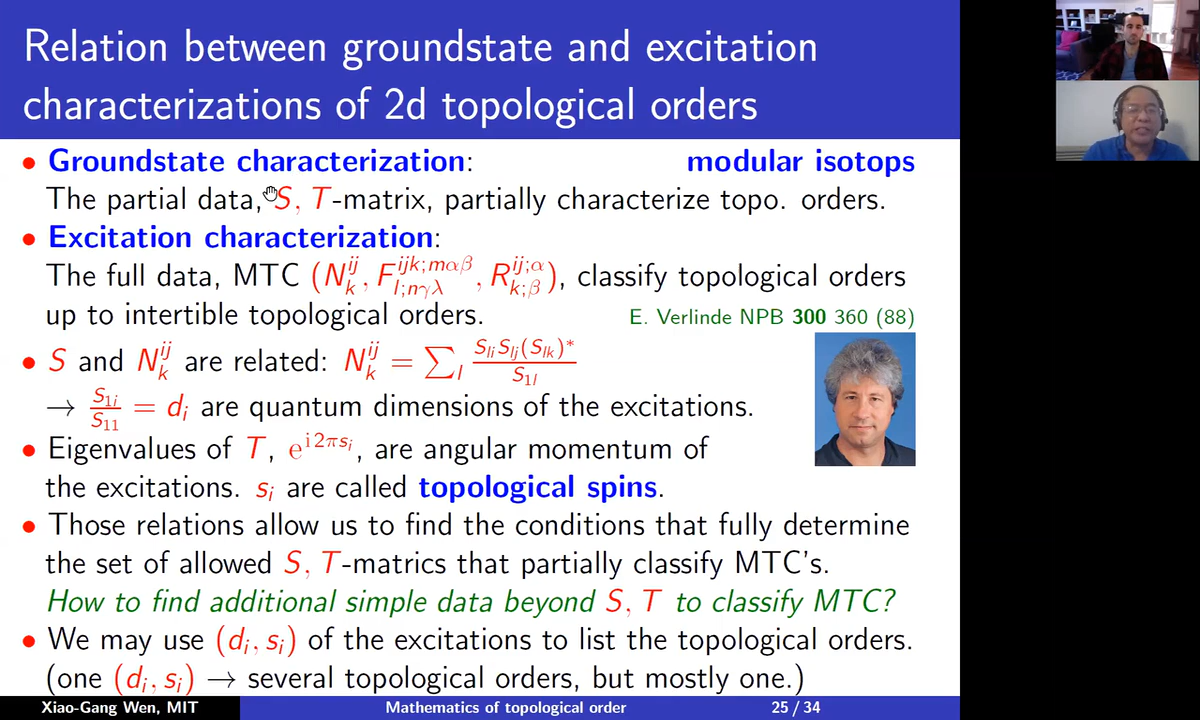 Relation between groundstate and excitation
characterizations of 2d topological orders
• Groundstate characterization: modular isotops
The partial data, S, T-matrix, partially characterize topo. orders.
• Excitation characterization:
The full data, MTC (N^{ij}_k, F^{ijk;mαβ}_{l;nγλ}, R^{ij;α}_{k;β}), classify topological orders
up to intertible topological orders. E. Verlinde NPB 300 360 (88)
• S and N^{ij}_k are related: N^{ij}_k = ∑_l S_{li}S_{lj}(S_{lk})*/S_{1l}
→ S_{1i}/S_{11} = d_i are quantum dimensions of the excitations.
• Eigenvalues of T, e^{i2πs_i}, are angular momentum of
the excitations. s_i are called topological spins.
• Those relations allow us to find the conditions that fully determine
the set of allowed S, T-matrics that partially classify MTC's.
How to find additional simple data beyond S, T to classify MTC?
• We may use (d_i, s_i) of the excitations to list the topological orders.
(one (d_i, s_i) → several topological orders, but mostly one.)
Xiao-Gang Wen, MIT Mathematics of topological order 25 / 34